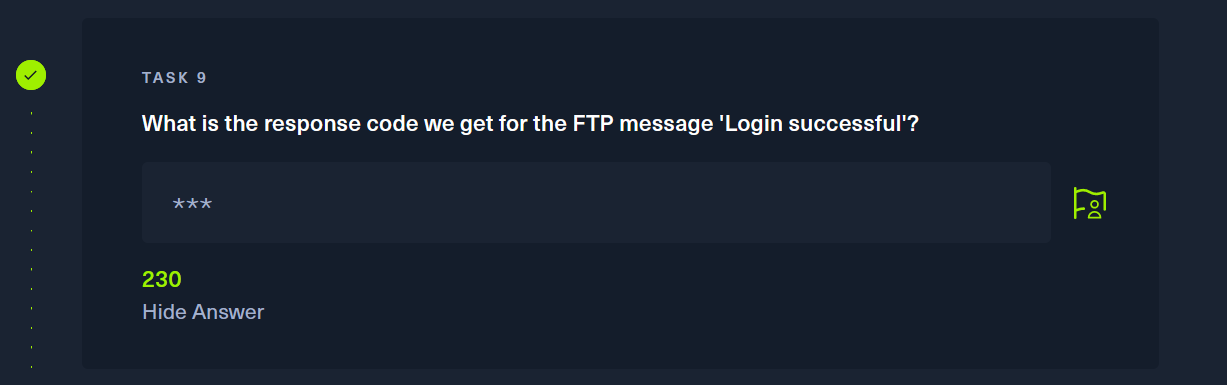 TASK 9
What is the response code we get for the FTP message 'Login successful'?
***
230
Hide Answer